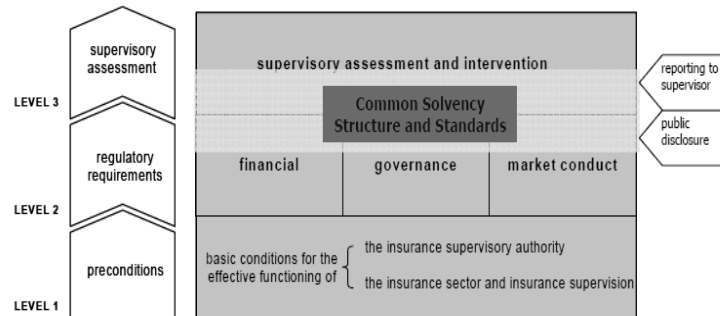 supervisory
assessment
LEVEL 3
regulatory
requirements
LEVEL 2
preconditions
LEVEL 1
supervisory assessment and intervention
Common Solvency
Structure and Standards
financial
governance
market conduct
basic conditions for the
effective functioning of
the insurance supervisory authority
the insurance sector and insurance supervision
reporting to
supervisor
public
disclosure